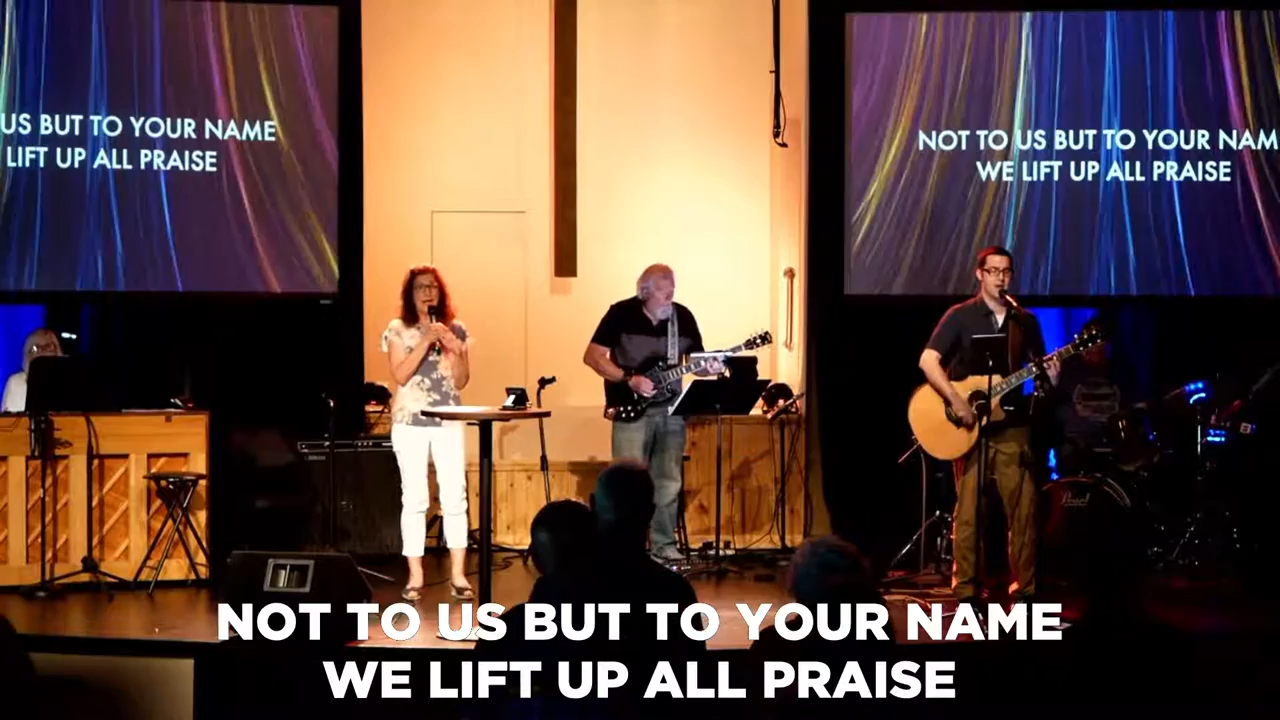 US BUT TO YOUR NAME
LIFT UP ALL PRAISE
NOT TO US BUT TO YOUR NAM
WE LIFT UP ALL PRAISE
Pearl
NOT TO US BUT TO YOUR NAME
WE LIFT UP ALL PRAISE